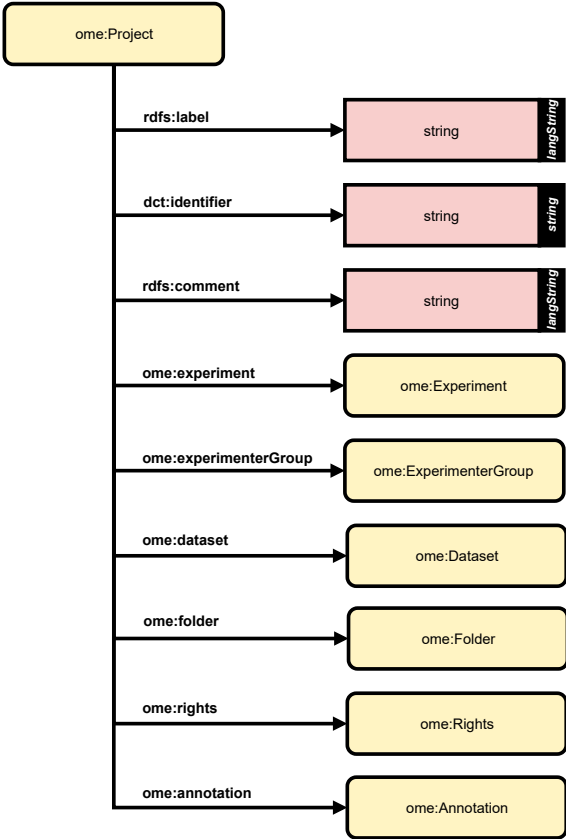 ome:Project
rdfs:label
string
langString
dct:identifier
string
string
rdfs:comment
string
langString
ome:experiment
ome:Experiment
ome:experimenterGroup
ome:ExperimenterGroup
ome:dataset
ome:Dataset
ome:folder
ome:Folder
ome:rights
ome:Rights
ome:annotation
ome:Annotation